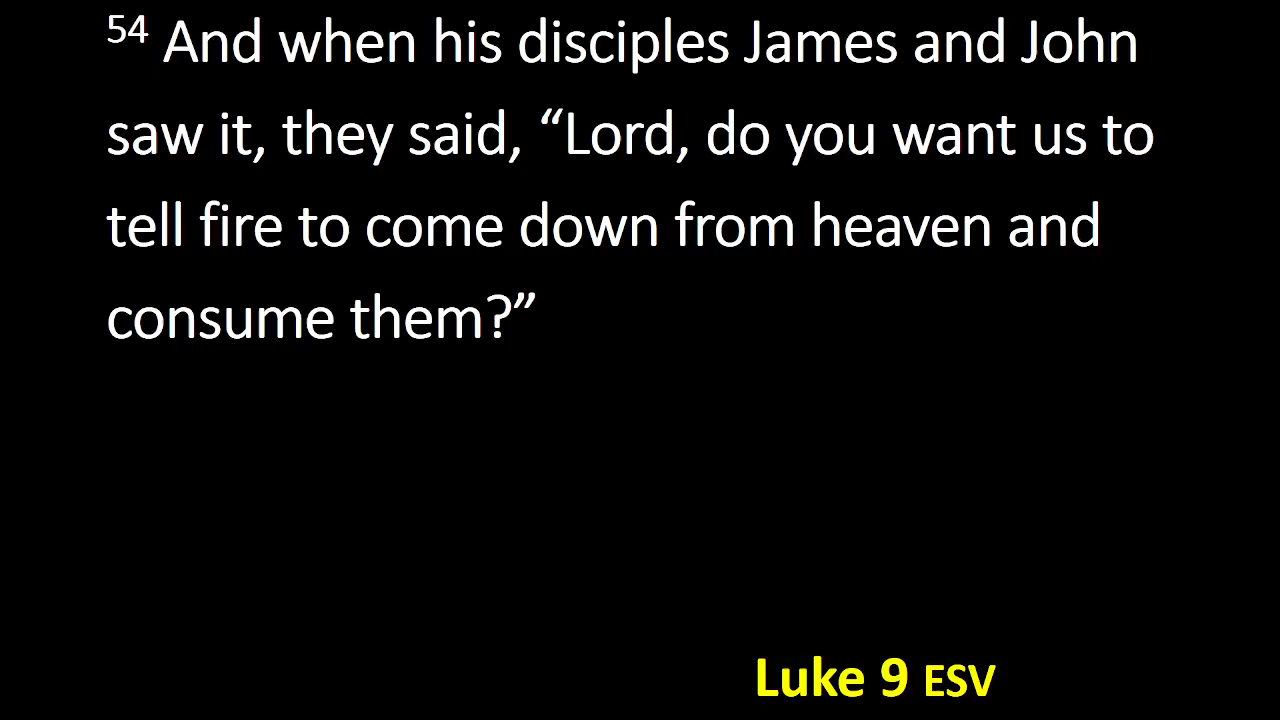 54 And when his disciples James and John
saw it, they said, “Lord, do you want us to
tell fire to come down from heaven and
consume them?”
Luke 9 ESV